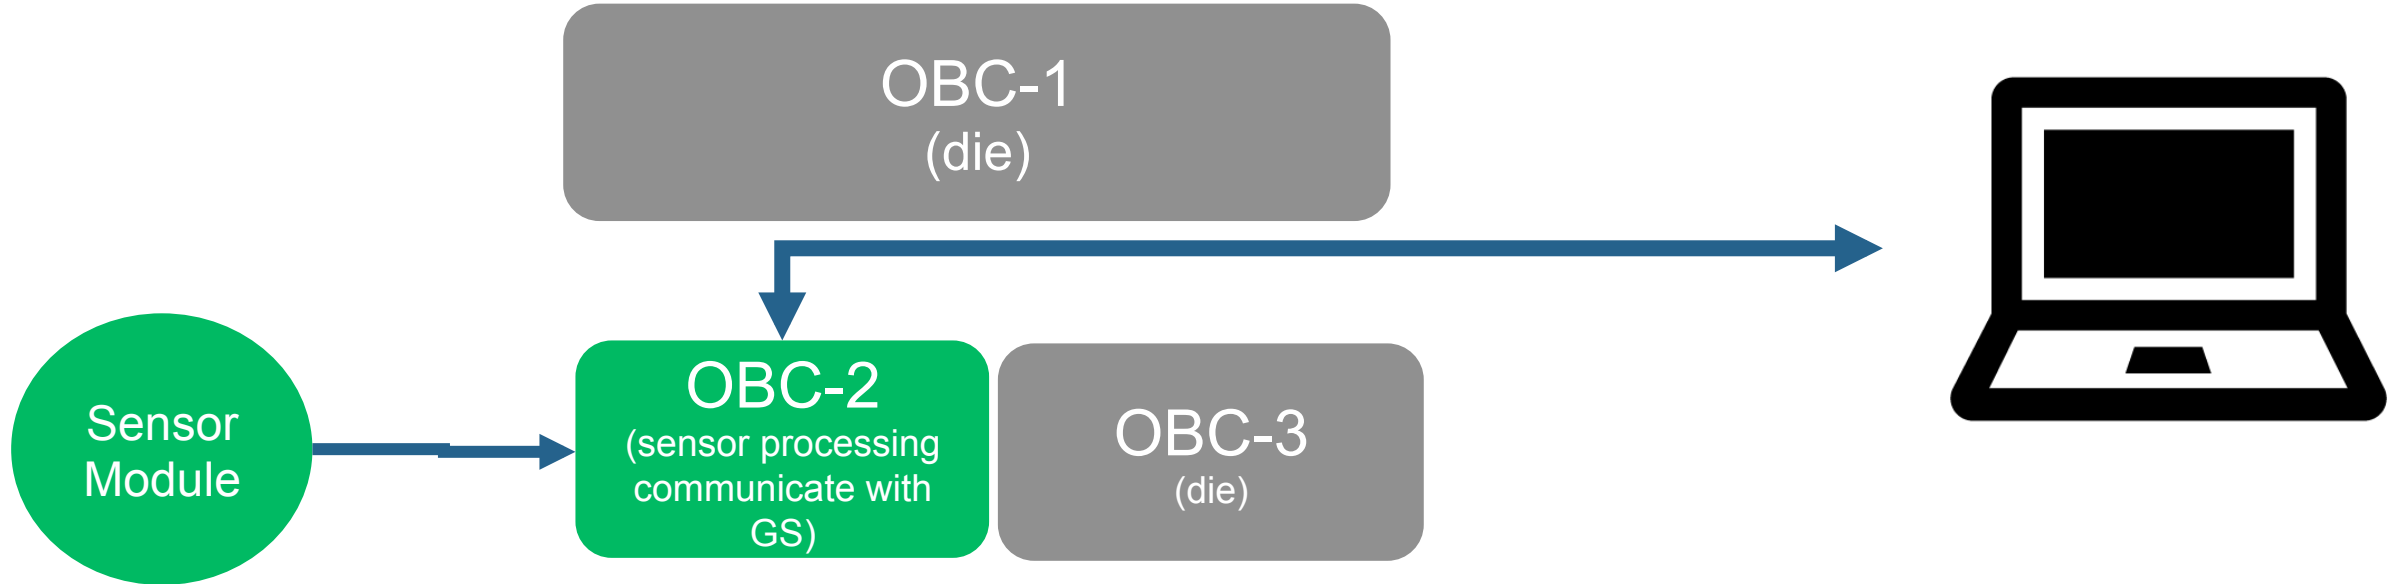 OBC-1
(die)
Sensor
Module
OBC-2
(sensor processing
communicate with
GS)
OBC-3
(die)